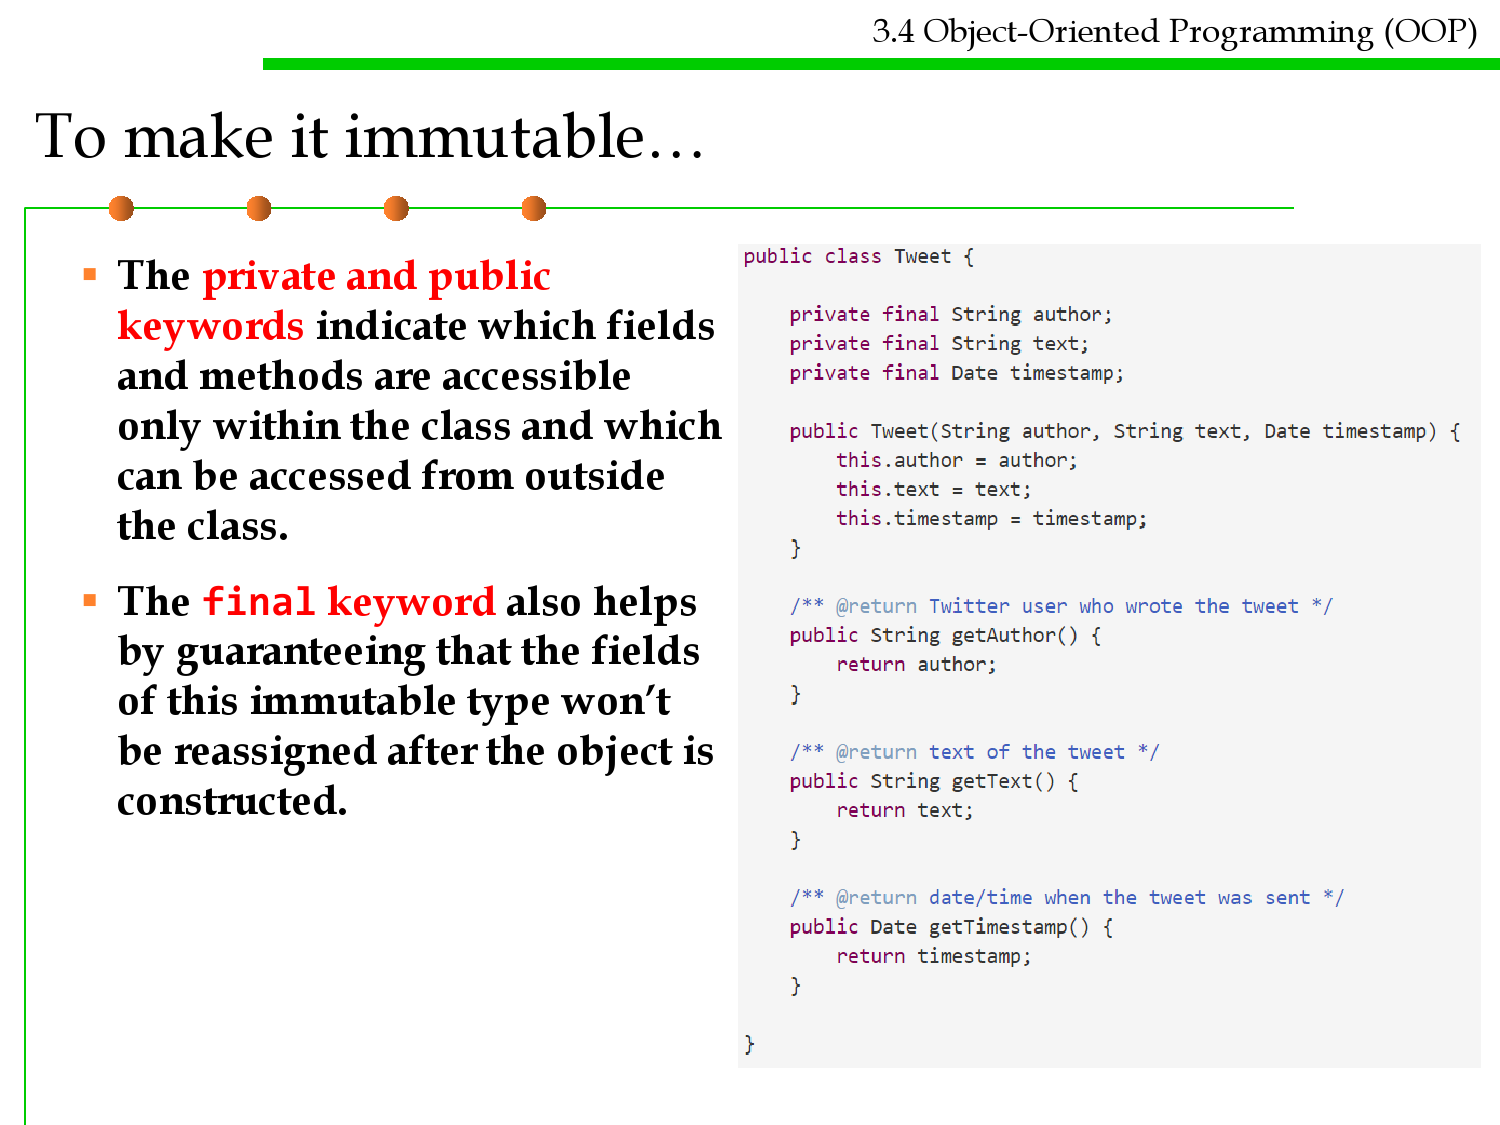 3.4 Object-Oriented Programming (OOP)
To make it immutable…
▪ The private and public
keywords indicate which fields
and methods are accessible
only within the class and which
can be accessed from outside
the class.
▪ The final keyword also helps
by guaranteeing that the fields
of this immutable type won’t
be reassigned after the object is
constructed.
public class Tweet {
    private final String author;
    private final String text;
    private final Date timestamp;
    public Tweet(String author, String text, Date timestamp) {
        this.author = author;
        this.text = text;
        this.timestamp = timestamp;
    }
    /** @return Twitter user who wrote the tweet */
    public String getAuthor() {
        return author;
    }
    /** @return text of the tweet */
    public String getText() {
        return text;
    }
    /** @return date/time when the tweet was sent */
    public Date getTimestamp() {
        return timestamp;
    }
}